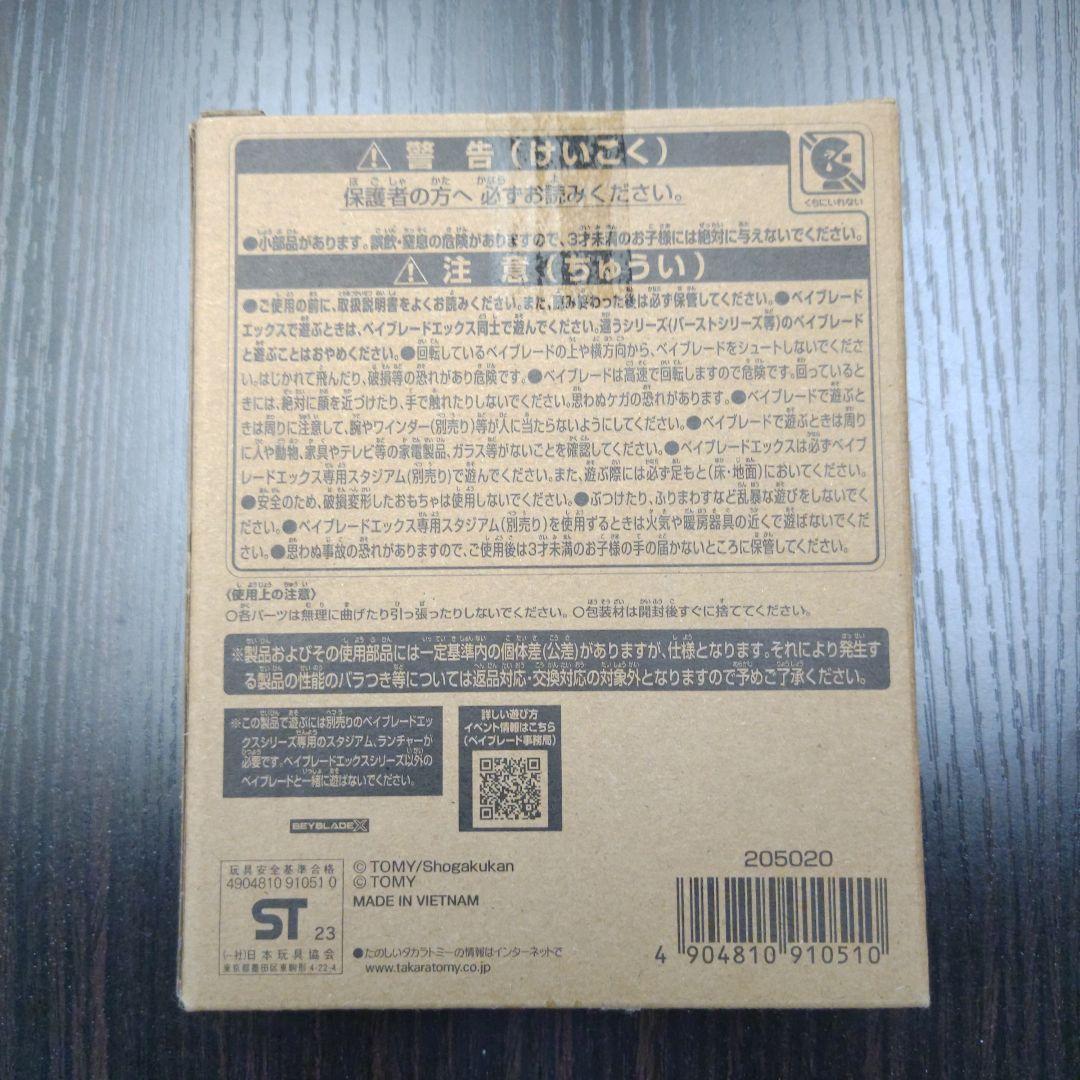 ⚠ 警告(けいこく)
くちにいれない
保護者の方へ 必ずお読みください。
●小部品があります。誤飲・窒息の危険がありますので、3才未満のお子様には絶対に与えないでください。
⚠ 注意(ちゅうい)
●ご使用の前に、取扱説明書をよくお読みください。また、読み終わった後は必ず保管してください。●ベイブレード
エックスで遊ぶときは、ベイブレードエックス同士で遊んでください。違うシリーズ(バーストシリーズ等)のベイブレード
と遊ぶことはおやめください。●回転しているベイブレードの上や横方向から、ベイブレードをシュートしないでくださ
い。はじかれて飛んだり、破損等の恐れがあり危険です。●ベイブレードは高速で回転しますので危険です。回っていると
きには、絶対に顔を近づけたり、手で触れたりしないでください。思わぬケガの恐れがあります。●ベイブレードで遊ぶと
きは周りに注意して、腕やワインダー(別売り)等が人に当たらないようにしてください。●ベイブレードで遊ぶときは周り
に人や動物、家具やテレビ等の家電製品、ガラス等がないことを確認してください。●ベイブレードエックスは必ずベイブ
レードエックス専用スタジアム(別売り)で遊んでください。また、遊ぶ際には必ず足もと(床・地面)においてください。
●安全のため、破損変形したおもちゃは使用しないでください。●ぶつけたり、ふりまわすなど乱暴な遊びをしないでく
ださい。●ベイブレードエックス専用スタジアム(別売り)を使用するときは火気や暖房器具の近くで遊ばないでくだ
さい。●思わぬ事故の恐れがありますので、ご使用後は3才未満のお子様の手の届かないところに保管してください。
〈使用上の注意〉
○各パーツは無理に曲げたり引っ張ったりしないでください。○包装材は開封後すぐに捨ててください。
※製品およびその使用部品には一定基準内の個体差(公差)がありますが、仕様となります。それにより発生す
る製品の性能のバラつき等については返品対応・交換対応の対象外となりますので予めご了承ください。
※この製品で遊ぶには別売りのベイブレードエッ
クスシリーズ専用のスタジアム、ランチャーが
必要です。ベイブレードエックスシリーズ以外の
ベイブレードと一緒に遊ばないでください。
詳しい遊び方
イベント情報はこちら
(ベイブレード事務局)
BEYBLADE X
玩具安全基準合格
4904810 91051 0
ST 23
(一社)日本玩具協会
東京都墨田区東駒形4-22-4
© TOMY/Shogakukan
© TOMY
MADE IN VIETNAM
●たのしいタカラトミーの情報はインターネットで
www.takaratomy.co.jp
205020
4 904810 910510